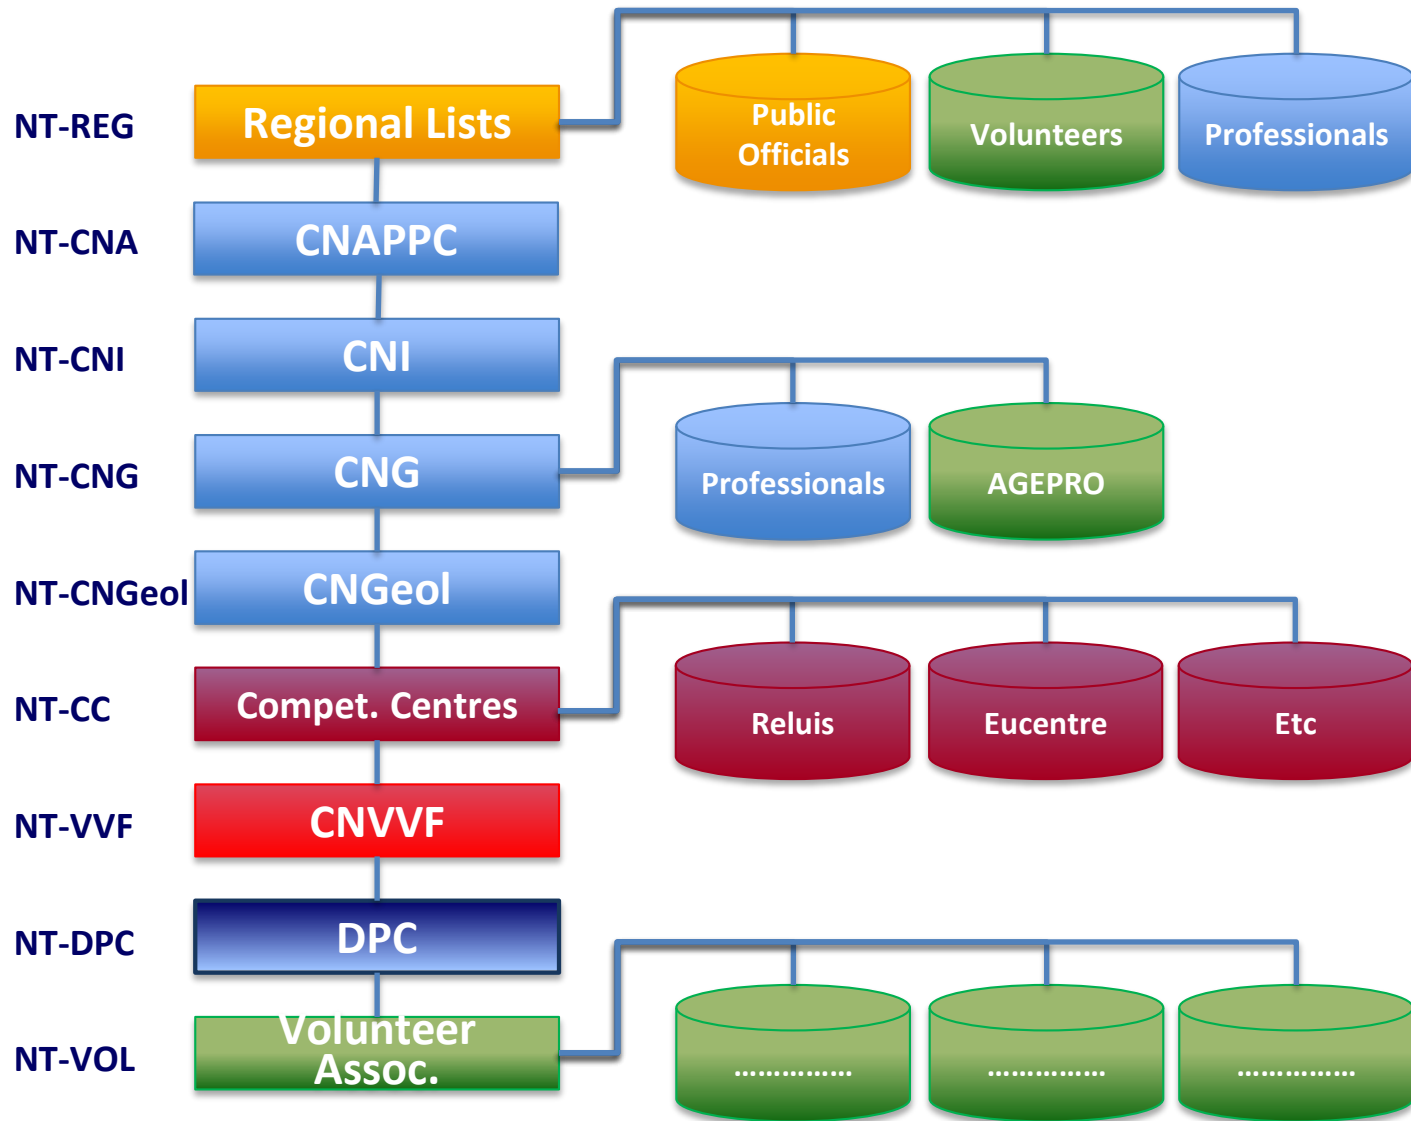 NT-REG
Regional Lists
Public
Officials
Volunteers
Professionals
NT-CNA
CNAPPC
NT-CNI
CNI
NT-CNG
CNG
Professionals
AGEPRO
NT-CNGeol
CNGeol
NT-CC
Compet. Centres
Reluis
Eucentre
Etc
NT-VVF
CNVVF
NT-DPC
DPC
NT-VOL
Volunteer
Assoc.
……………
……………
……………